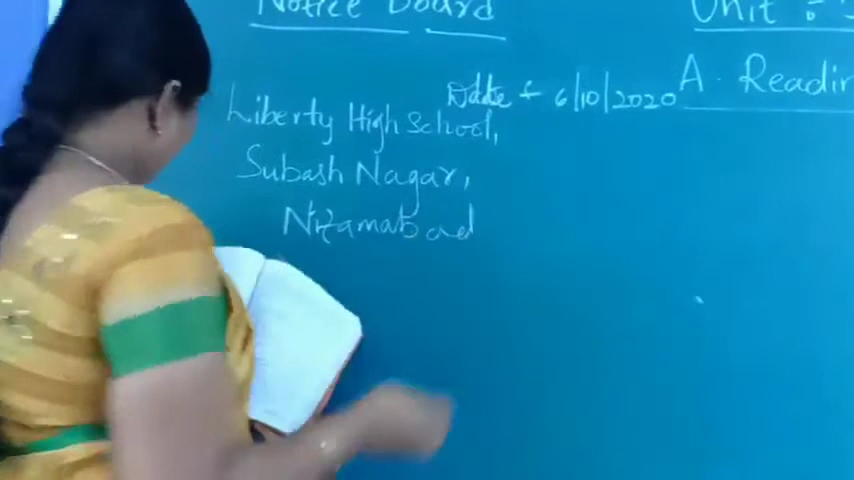 Notice Board
Date :- 6/10/2020
Liberty High School,
Subash Nagar,
Nizamabad
Unit :
A. Readin